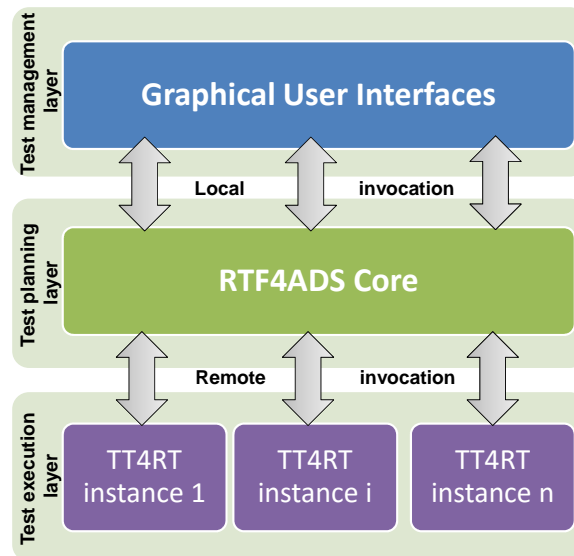 Test management
layer
Graphical User Interfaces
Local invocation
Test planning
layer
RTF4ADS Core
Remote invocation
Test execution
layer
TT4RT
instance 1
TT4RT
instance i
TT4RT
instance n